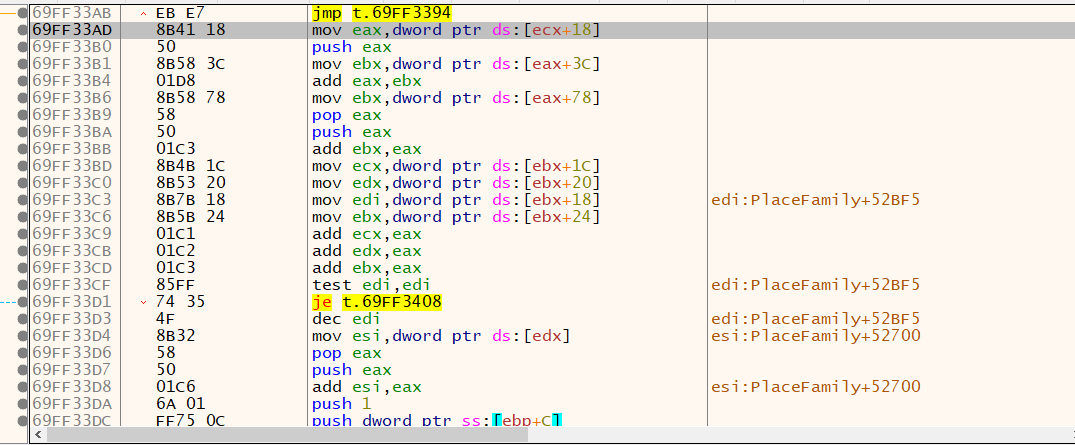 69FF33AB EB E7 jmp t.69FF3394
69FF33AD 8B41 18 mov eax,dword ptr ds:[ecx+18]
69FF33B0 50 push eax
69FF33B1 8B58 3C mov ebx,dword ptr ds:[eax+3C]
69FF33B4 01D8 add eax,ebx
69FF33B6 8B58 78 mov ebx,dword ptr ds:[eax+78]
69FF33B9 58 pop eax
69FF33BA 50 push eax
69FF33BB 01C3 add ebx,eax
69FF33BD 8B4B 1C mov ecx,dword ptr ds:[ebx+1C]
69FF33C0 8B53 20 mov edx,dword ptr ds:[ebx+20]
69FF33C3 8B7B 18 mov edi,dword ptr ds:[ebx+18] edi:PlaceFamily+52BF5
69FF33C6 8B5B 24 mov ebx,dword ptr ds:[ebx+24]
69FF33C9 01C1 add ecx,eax
69FF33CB 01C2 add edx,eax
69FF33CD 01C3 add ebx,eax
69FF33CF 85FF test edi,edi edi:PlaceFamily+52BF5
69FF33D1 74 35 je t.69FF3408
69FF33D3 4F dec edi edi:PlaceFamily+52BF5
69FF33D4 8B32 mov esi,dword ptr ds:[edx] esi:PlaceFamily+52700
69FF33D6 58 pop eax
69FF33D7 50 push eax
69FF33D8 01C6 add esi,eax esi:PlaceFamily+52700
69FF33DA 6A 01 push 1
69FF33DC FF75 0C push dword ptr ss:[ebp+C]